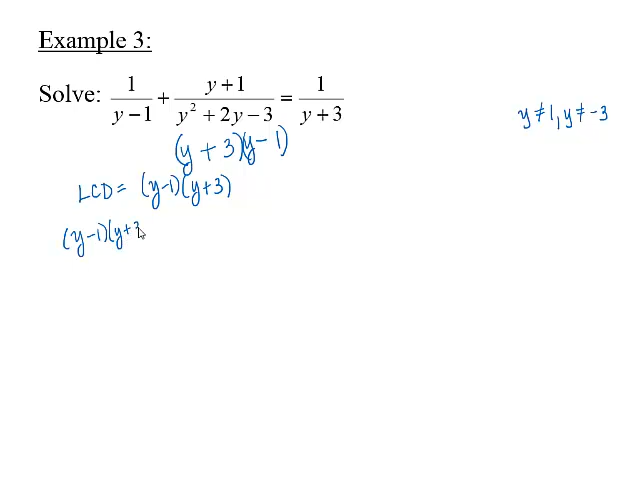 Example 3:
Solve: 1/(y − 1) + (y + 1)/(y² + 2y − 3) = 1/(y + 3)
y ≠ 1, y ≠ -3
(y + 3)(y − 1)
LCD = (y-1)(y+3)
(y-1)(y+3